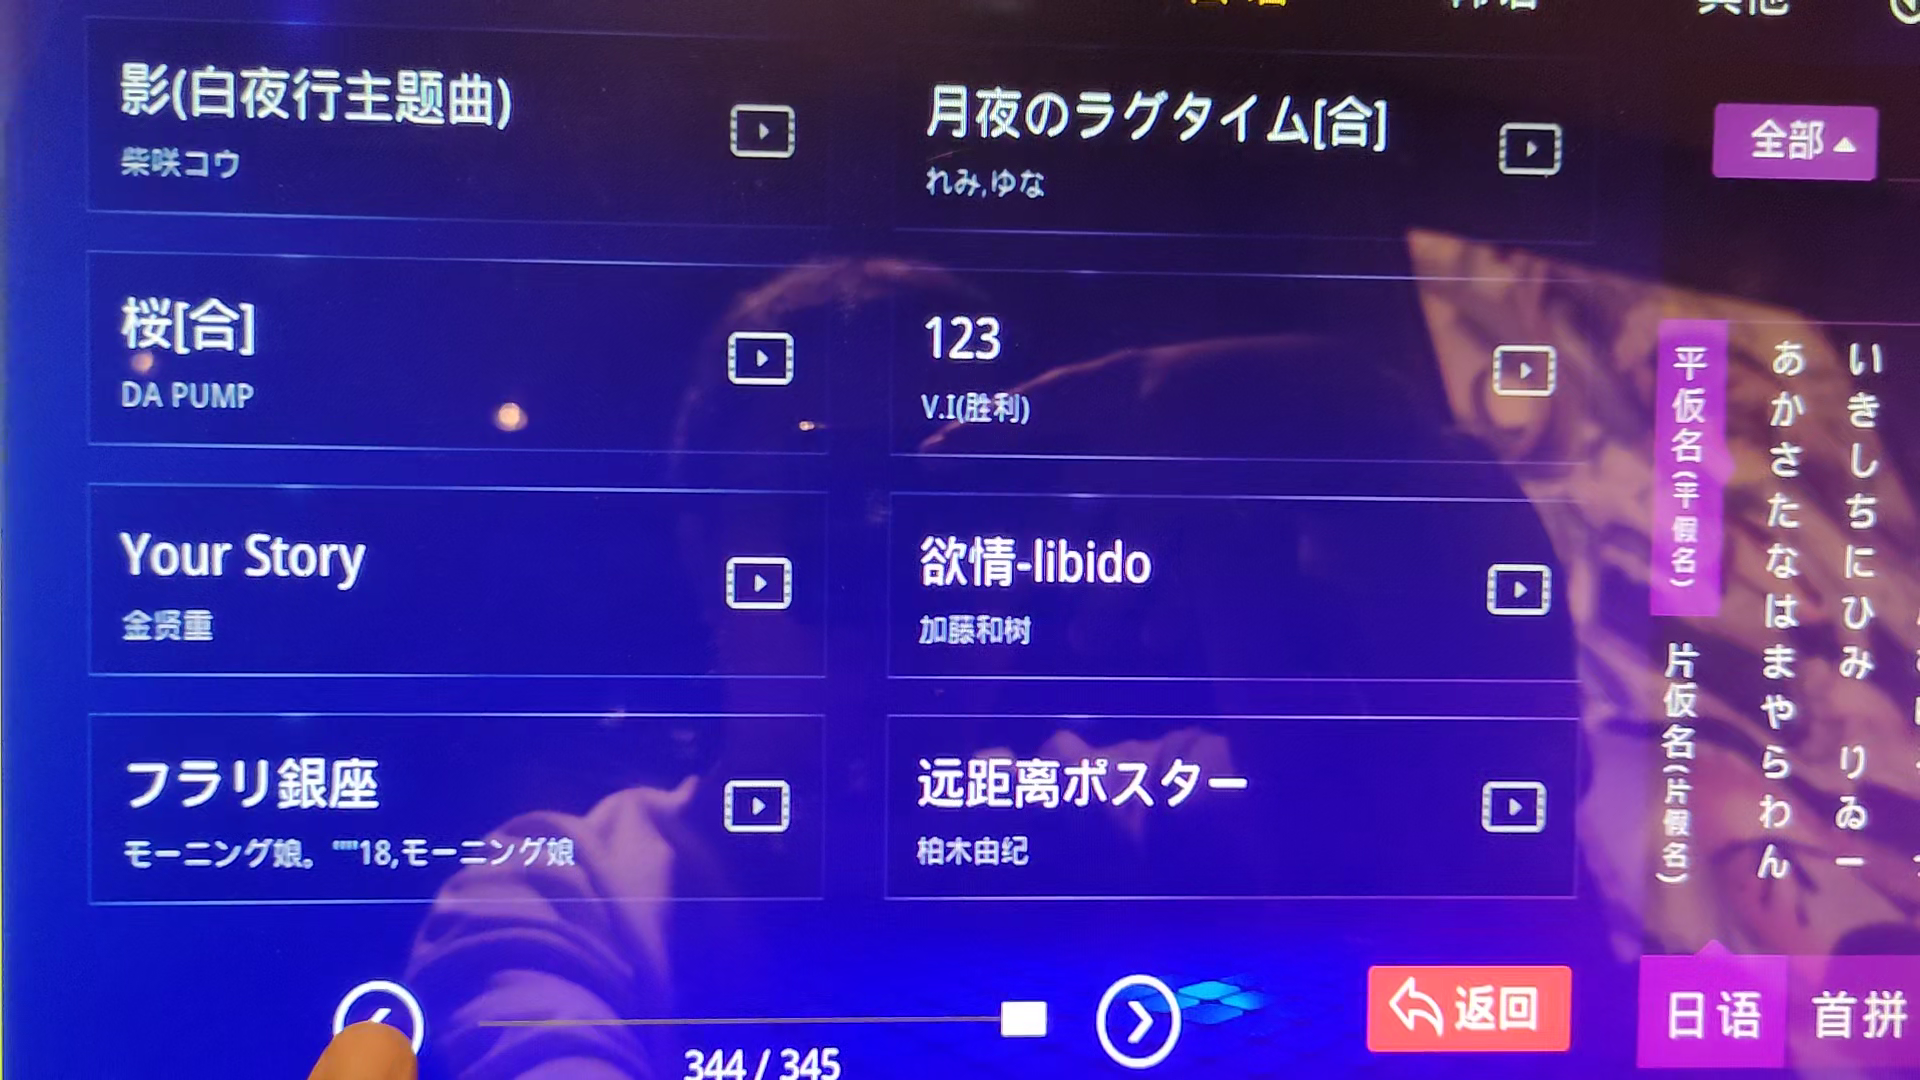 影(白夜行主题曲)
柴咲コウ
月夜のラグタイム[合]
れみ,ゆな
全部
桜[合]
DA PUMP
123
V.I(胜利)
Your Story
金贤重
欲情-libido
加藤和树
フラリ銀座
モーニング娘。""18,モーニング娘
远距离ポスター
柏木由纪
平仮名(平假名)
片仮名(片假名)
あかさたなはまやらわん
いきしちにひみ りゐー
344 / 345
返回
日语
首拼